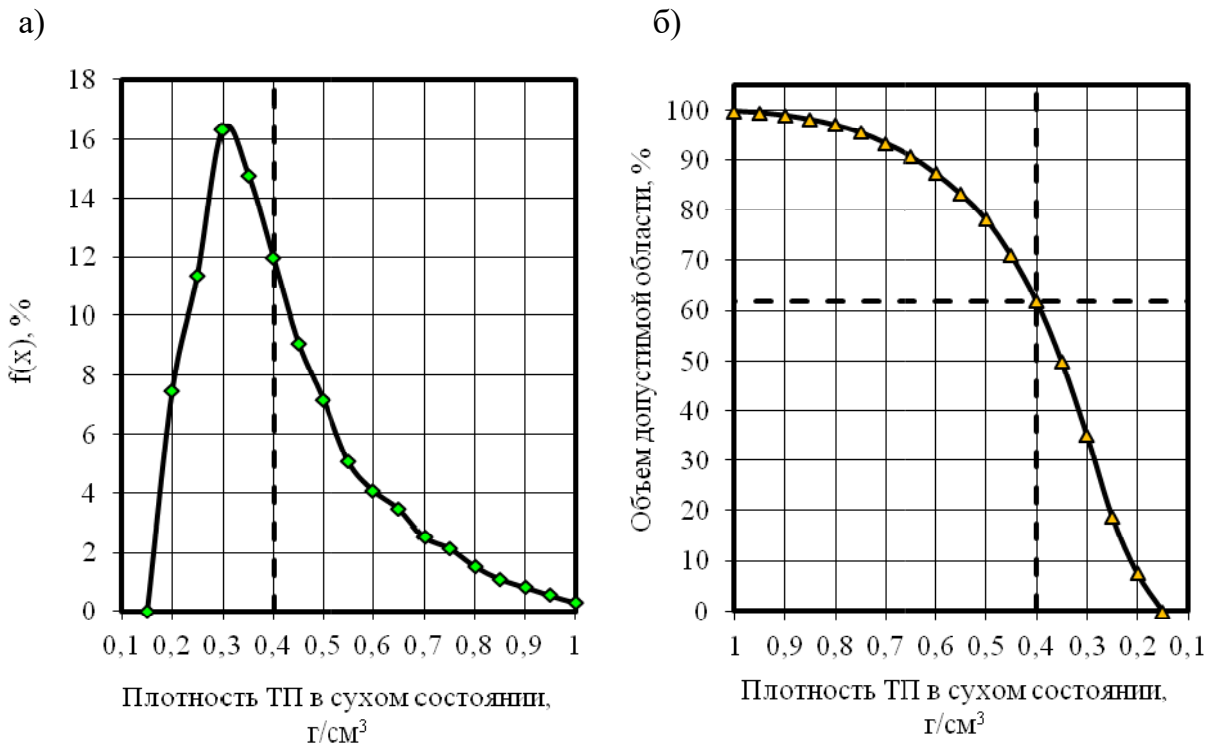 а)
б)
18
16
14
12
10
8
6
4
2
0
f(x), %
0,1 0,2 0,3 0,4 0,5 0,6 0,7 0,8 0,9 1
Плотность ТП в сухом состоянии,
г/см³
100
90
80
70
60
50
40
30
20
10
0
Объем допустимой области, %
1 0,9 0,8 0,7 0,6 0,5 0,4 0,3 0,2 0,1
Плотность ТП в сухом состоянии,
г/см³